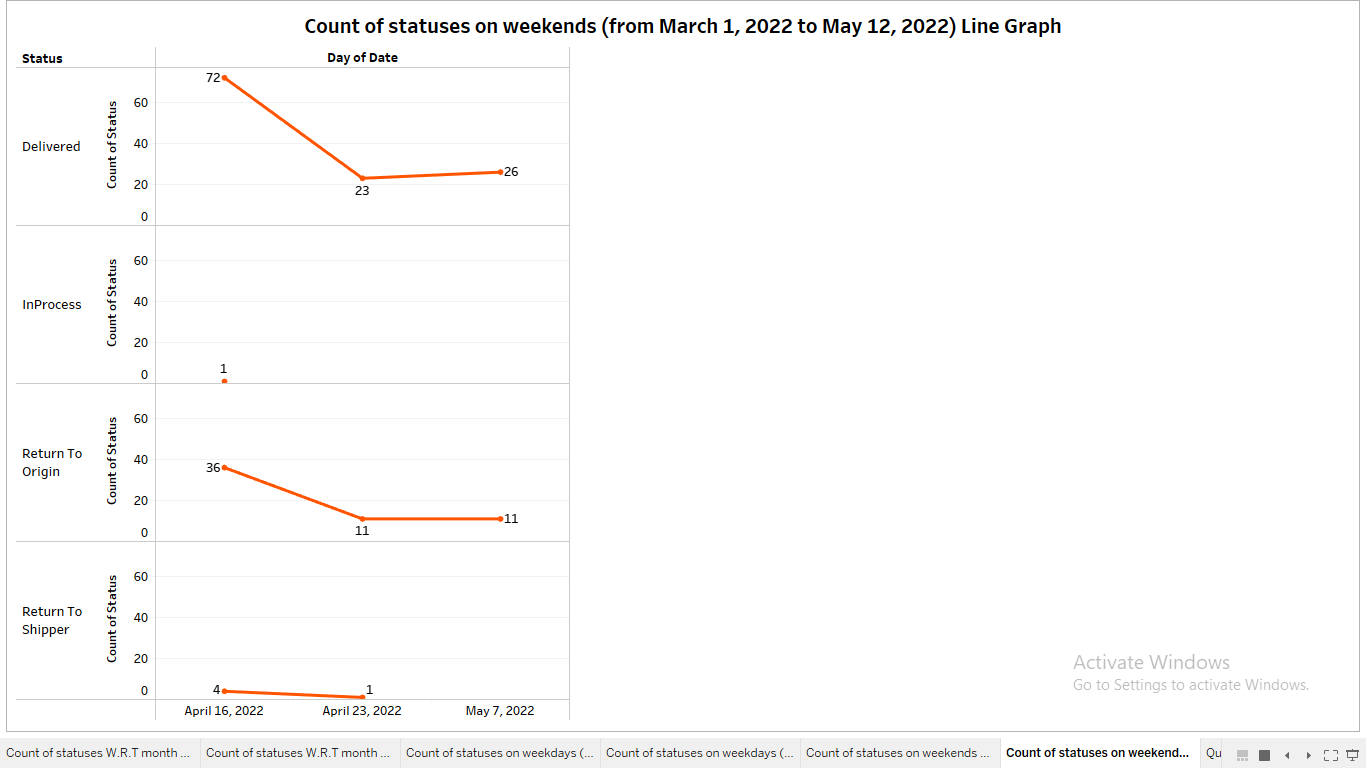 Count of statuses on weekends (from March 1, 2022 to May 12, 2022) Line Graph
Status
Day of Date
Delivered
Count of Status
60
40
20
0
72
23
26
InProcess
Count of Status
60
40
20
0
1
Return To
Origin
Count of Status
60
40
20
0
36
11
11
Return To
Shipper
Count of Status
60
40
20
0
4
1
April 16, 2022 April 23, 2022 May 7, 2022
Activate Windows
Go to Settings to activate Windows.
Count of statuses W.R.T month ... Count of statuses W.R.T month ... Count of statuses on weekdays (... Count of statuses on weekdays (... Count of statuses on weekends ... Count of statuses on weekend... Qu